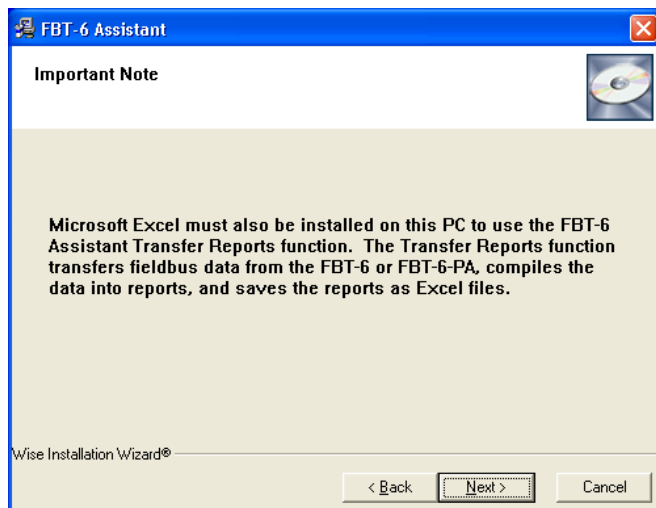 FBT-6 Assistant
Important Note
Microsoft Excel must also be installed on this PC to use the FBT-6
Assistant Transfer Reports function.  The Transfer Reports function
transfers fieldbus data from the FBT-6 or FBT-6-PA, compiles the
data into reports, and saves the reports as Excel files.
Wise Installation Wizard®
< Back
Next >
Cancel